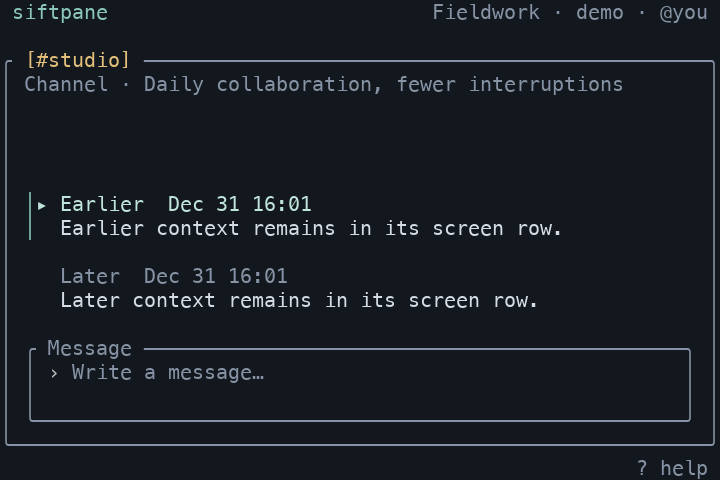 siftpane Fieldwork · demo · @you
[#studio]
Channel · Daily collaboration, fewer interruptions
▸ Earlier Dec 31 16:01
Earlier context remains in its screen row.
Later Dec 31 16:01
Later context remains in its screen row.
Message
› Write a message…
? help